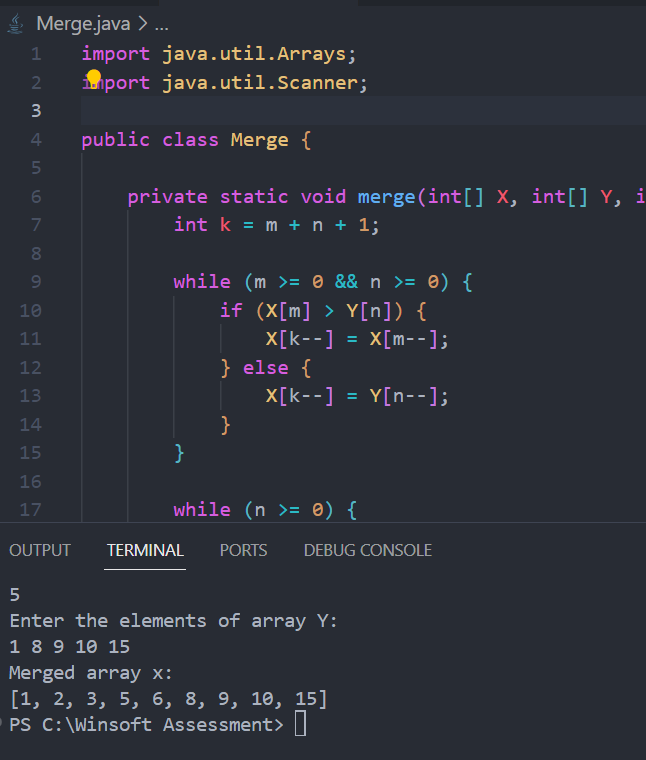 Merge.java > ...
1 import java.util.Arrays;
2 import java.util.Scanner;
3
4 public class Merge {
5
6 private static void merge(int[] X, int[] Y, i
7 int k = m + n + 1;
8
9 while (m >= 0 && n >= 0) {
10 if (X[m] > Y[n]) {
11 X[k--] = X[m--];
12 } else {
13 X[k--] = Y[n--];
14 }
15 }
16
17 while (n >= 0) {
OUTPUT TERMINAL PORTS DEBUG CONSOLE
5
Enter the elements of array Y:
1 8 9 10 15
Merged array x:
[1, 2, 3, 5, 6, 8, 9, 10, 15]
PS C:\Winsoft Assessment>